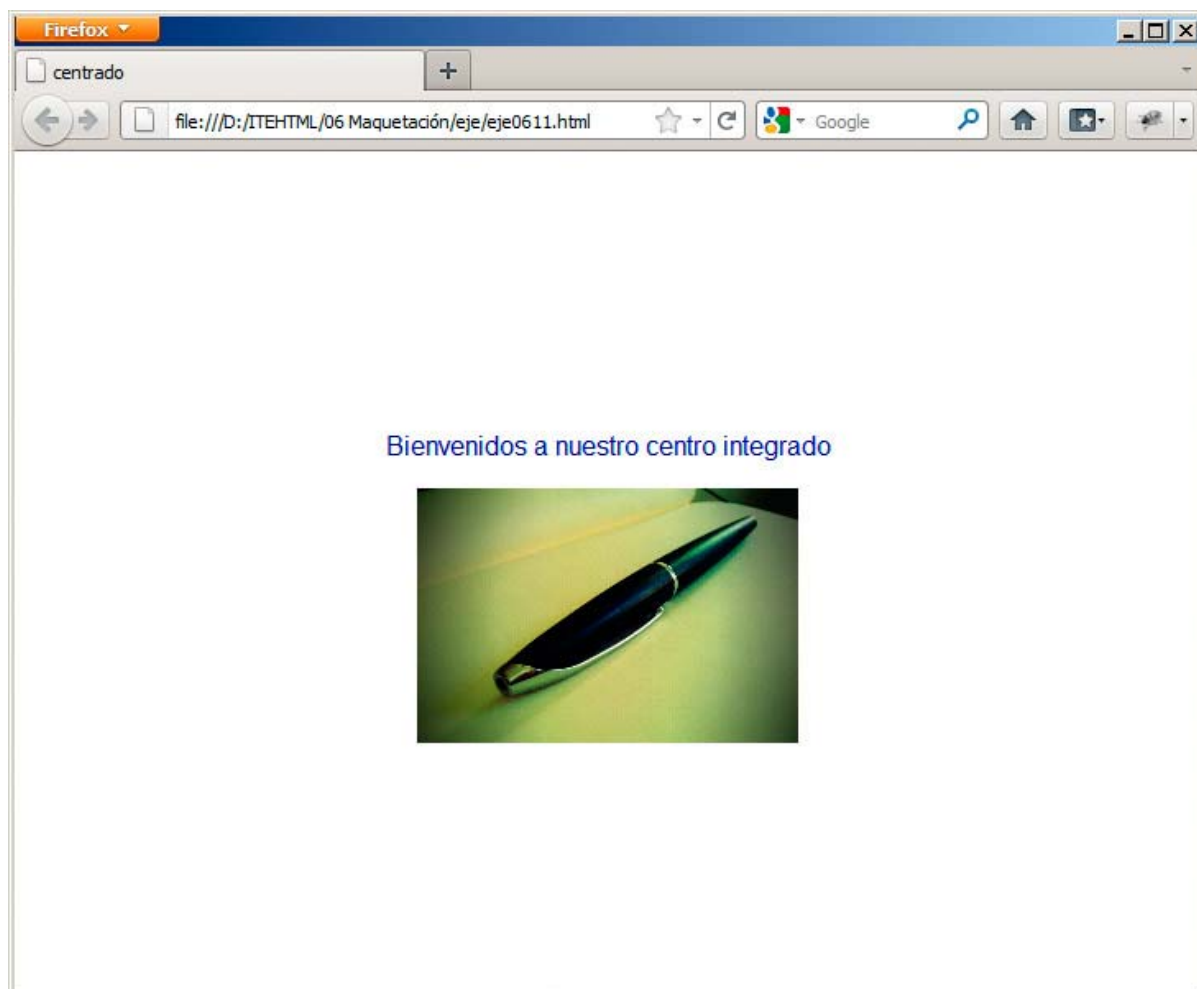 Firefox
centrado
file:///D:/ITEHTML/06 Maquetación/eje/eje0611.html
Google
Bienvenidos a nuestro centro integrado